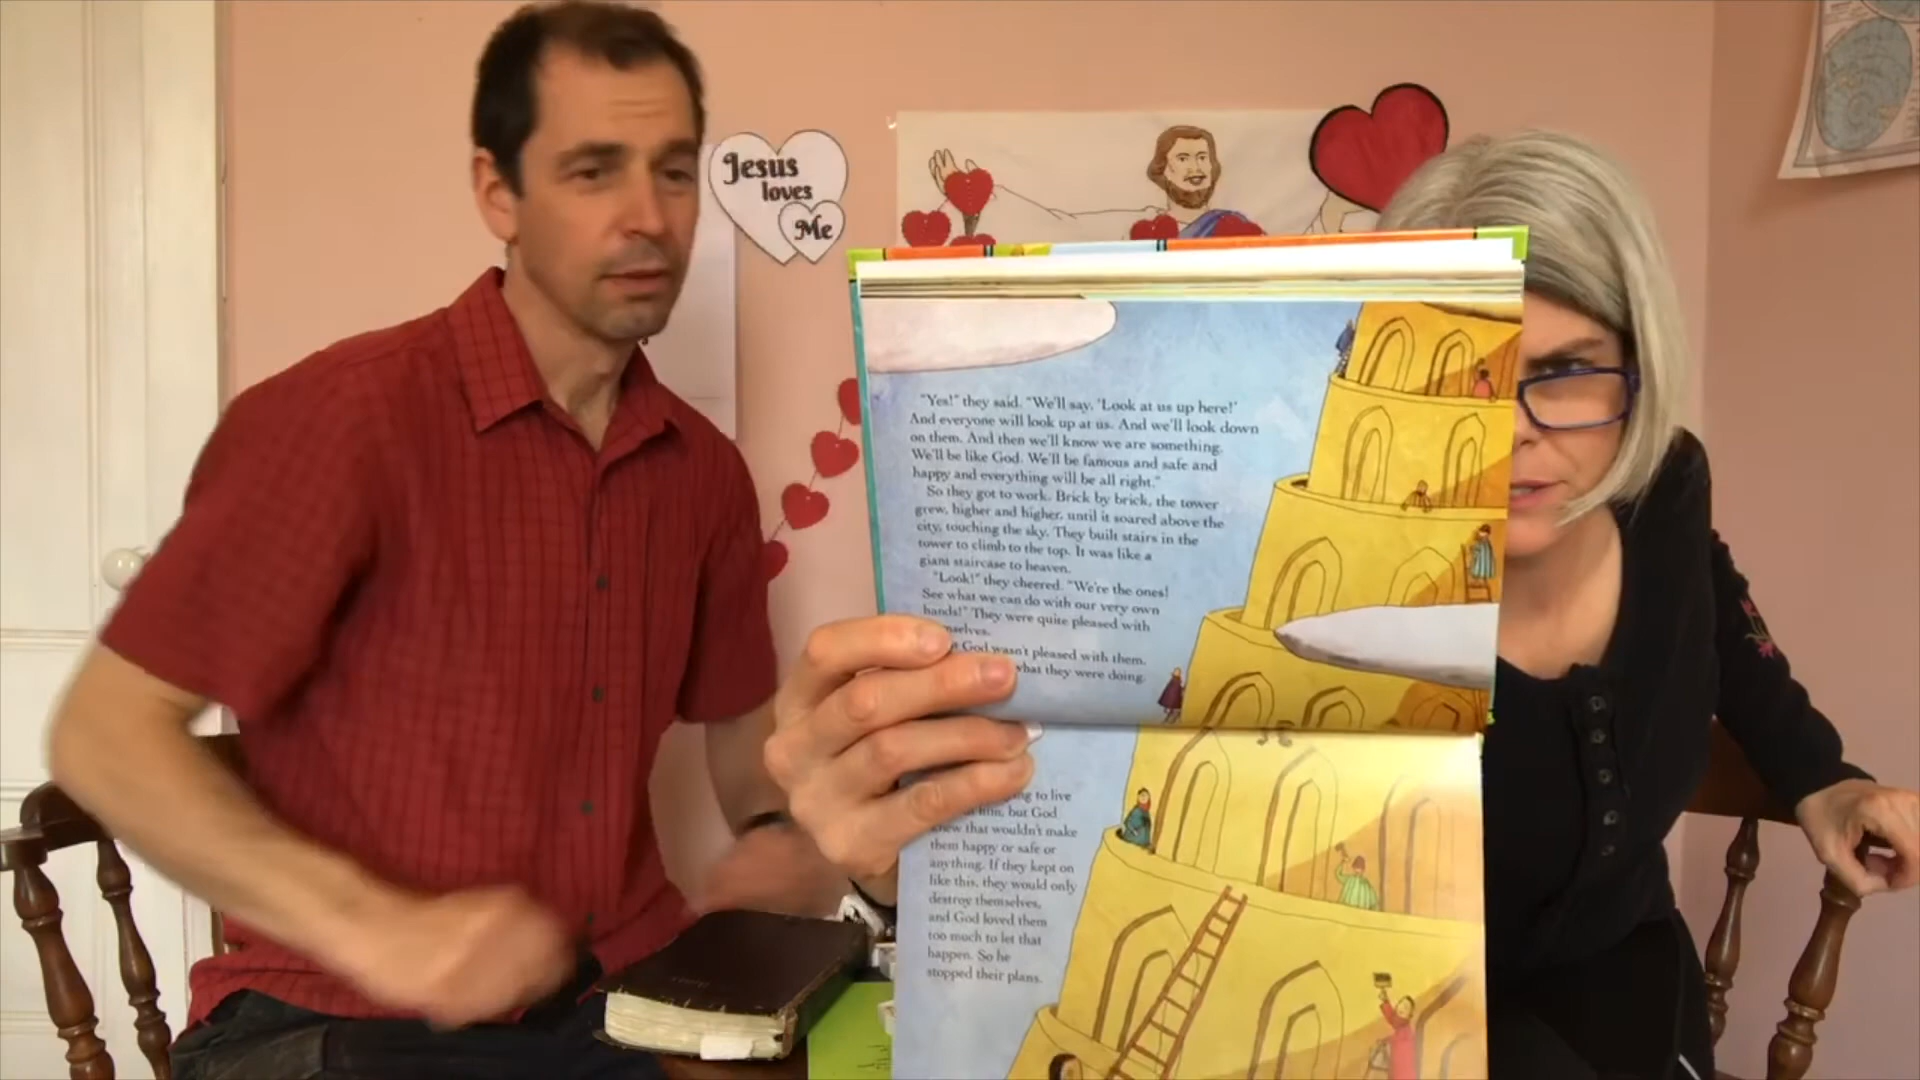 Jesus
loves
Me
"Yes!" they said. "We'll say, 'Look at us up here!'
And everyone will look up at us. And we'll look down
on them. And then we'll know we are something.
We'll be like God. We'll be famous and safe and
happy and everything will be all right."
So they got to work. Brick by brick, the tower
grew, higher and higher, until it soared above the
city, touching the sky. They built stairs in the
tower to climb to the top. It was like a
giant staircase to heaven.
"Look!" they cheered. "We're the ones!
See what we can do with our very own
hands!" They were quite pleased with
God wasn't pleased with them.
what they were doing.
to live
him, but God
knew that wouldn't make
them happy or safe or
anything. If they kept on
like this, they would only
destroy themselves,
and God loved them
too much to let that
happen. So he
stopped their plans.